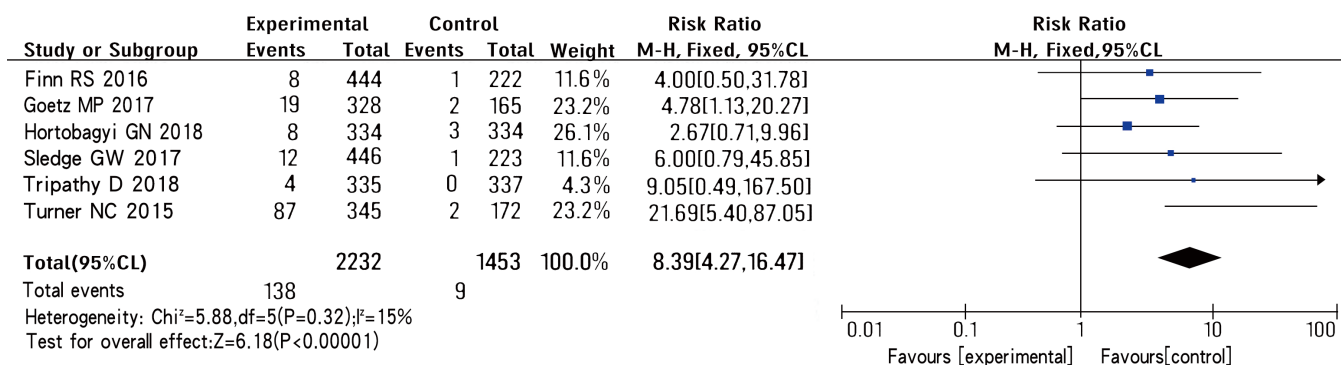 Experimental Control Risk Ratio Risk Ratio
Study or Subgroup Events Total Events Total Weight M-H, Fixed, 95%CL M-H, Fixed,95%CL
Finn RS 2016 8 444 1 222 11.6% 4.00[0.50,31.78]
Goetz MP 2017 19 328 2 165 23.2% 4.78[1.13,20.27]
Hortobagyi GN 2018 8 334 3 334 26.1% 2.67[0.71,9.96]
Sledge GW 2017 12 446 1 223 11.6% 6.00[0.79,45.85]
Tripathy D 2018 4 335 0 337 4.3% 9.05[0.49,167.50]
Turner NC 2015 87 345 2 172 23.2% 21.69[5.40,87.05]
Total(95%CL) 2232 1453 100.0% 8.39[4.27,16.47]
Total events 138 9
Heterogeneity: Chi²=5.88,df=5(P=0.32);I²=15%
Test for overall effect:Z=6.18(P<0.00001)
0.01 0.1 1 10 100
Favours [experimental] Favours[control]